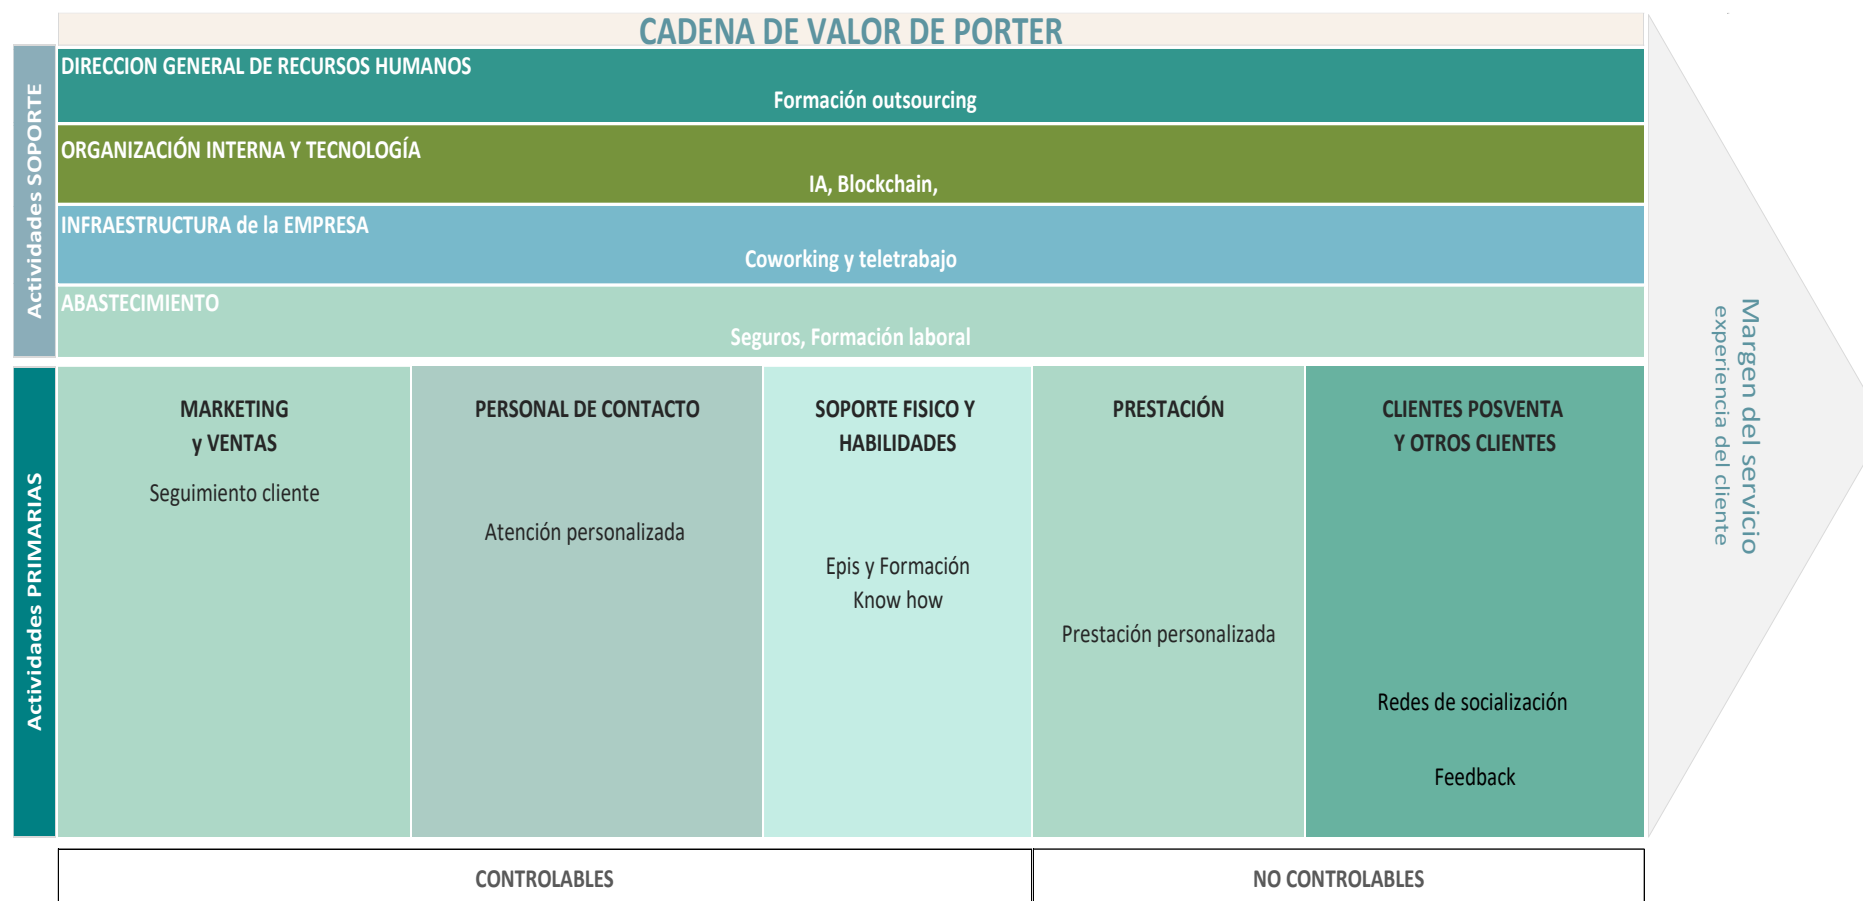 CADENA DE VALOR DE PORTER
Actividades SOPORTE
DIRECCION GENERAL DE RECURSOS HUMANOS
Formación outsourcing
ORGANIZACIÓN INTERNA Y TECNOLOGÍA
IA, Blockchain,
INFRAESTRUCTURA de la EMPRESA
Coworking y teletrabajo
ABASTECIMIENTO
Seguros, Formación laboral
Actividades PRIMARIAS
MARKETING
y VENTAS
Seguimiento cliente
PERSONAL DE CONTACTO
Atención personalizada
SOPORTE FISICO Y
HABILIDADES
Epis y Formación
Know how
PRESTACIÓN
Prestación personalizada
CLIENTES POSVENTA
Y OTROS CLIENTES
Redes de socialización
Feedback
Margen del servicio
experiencia del cliente
CONTROLABLES
NO CONTROLABLES